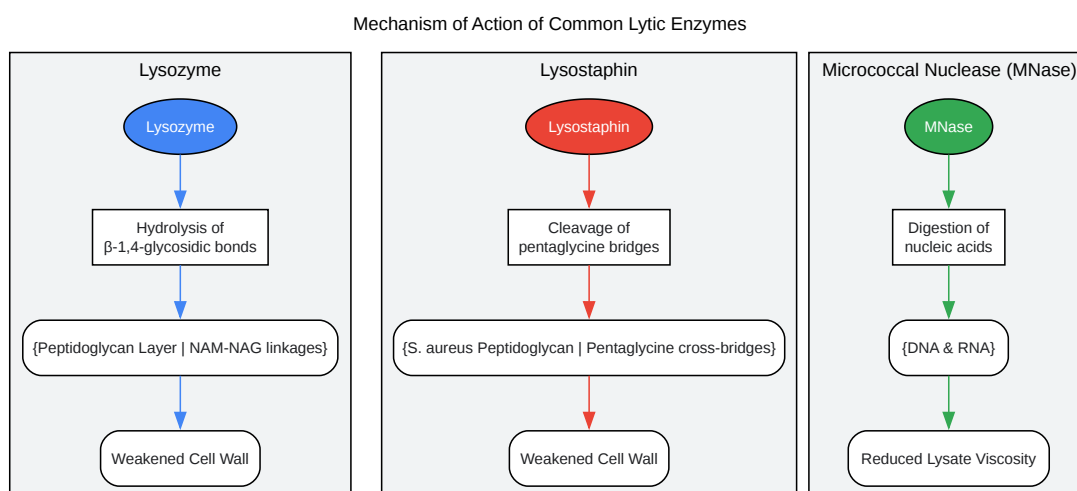 Mechanism of Action of Common Lytic Enzymes
Lysozyme
Lysozyme
Hydrolysis of
β-1,4-glycosidic bonds
{Peptidoglycan Layer | NAM-NAG linkages}
Weakened Cell Wall
Lysostaphin
Lysostaphin
Cleavage of
pentaglycine bridges
{S. aureus Peptidoglycan | Pentaglycine cross-bridges}
Weakened Cell Wall
Micrococcal Nuclease (MNase)
MNase
Digestion of
nucleic acids
{DNA & RNA}
Reduced Lysate Viscosity